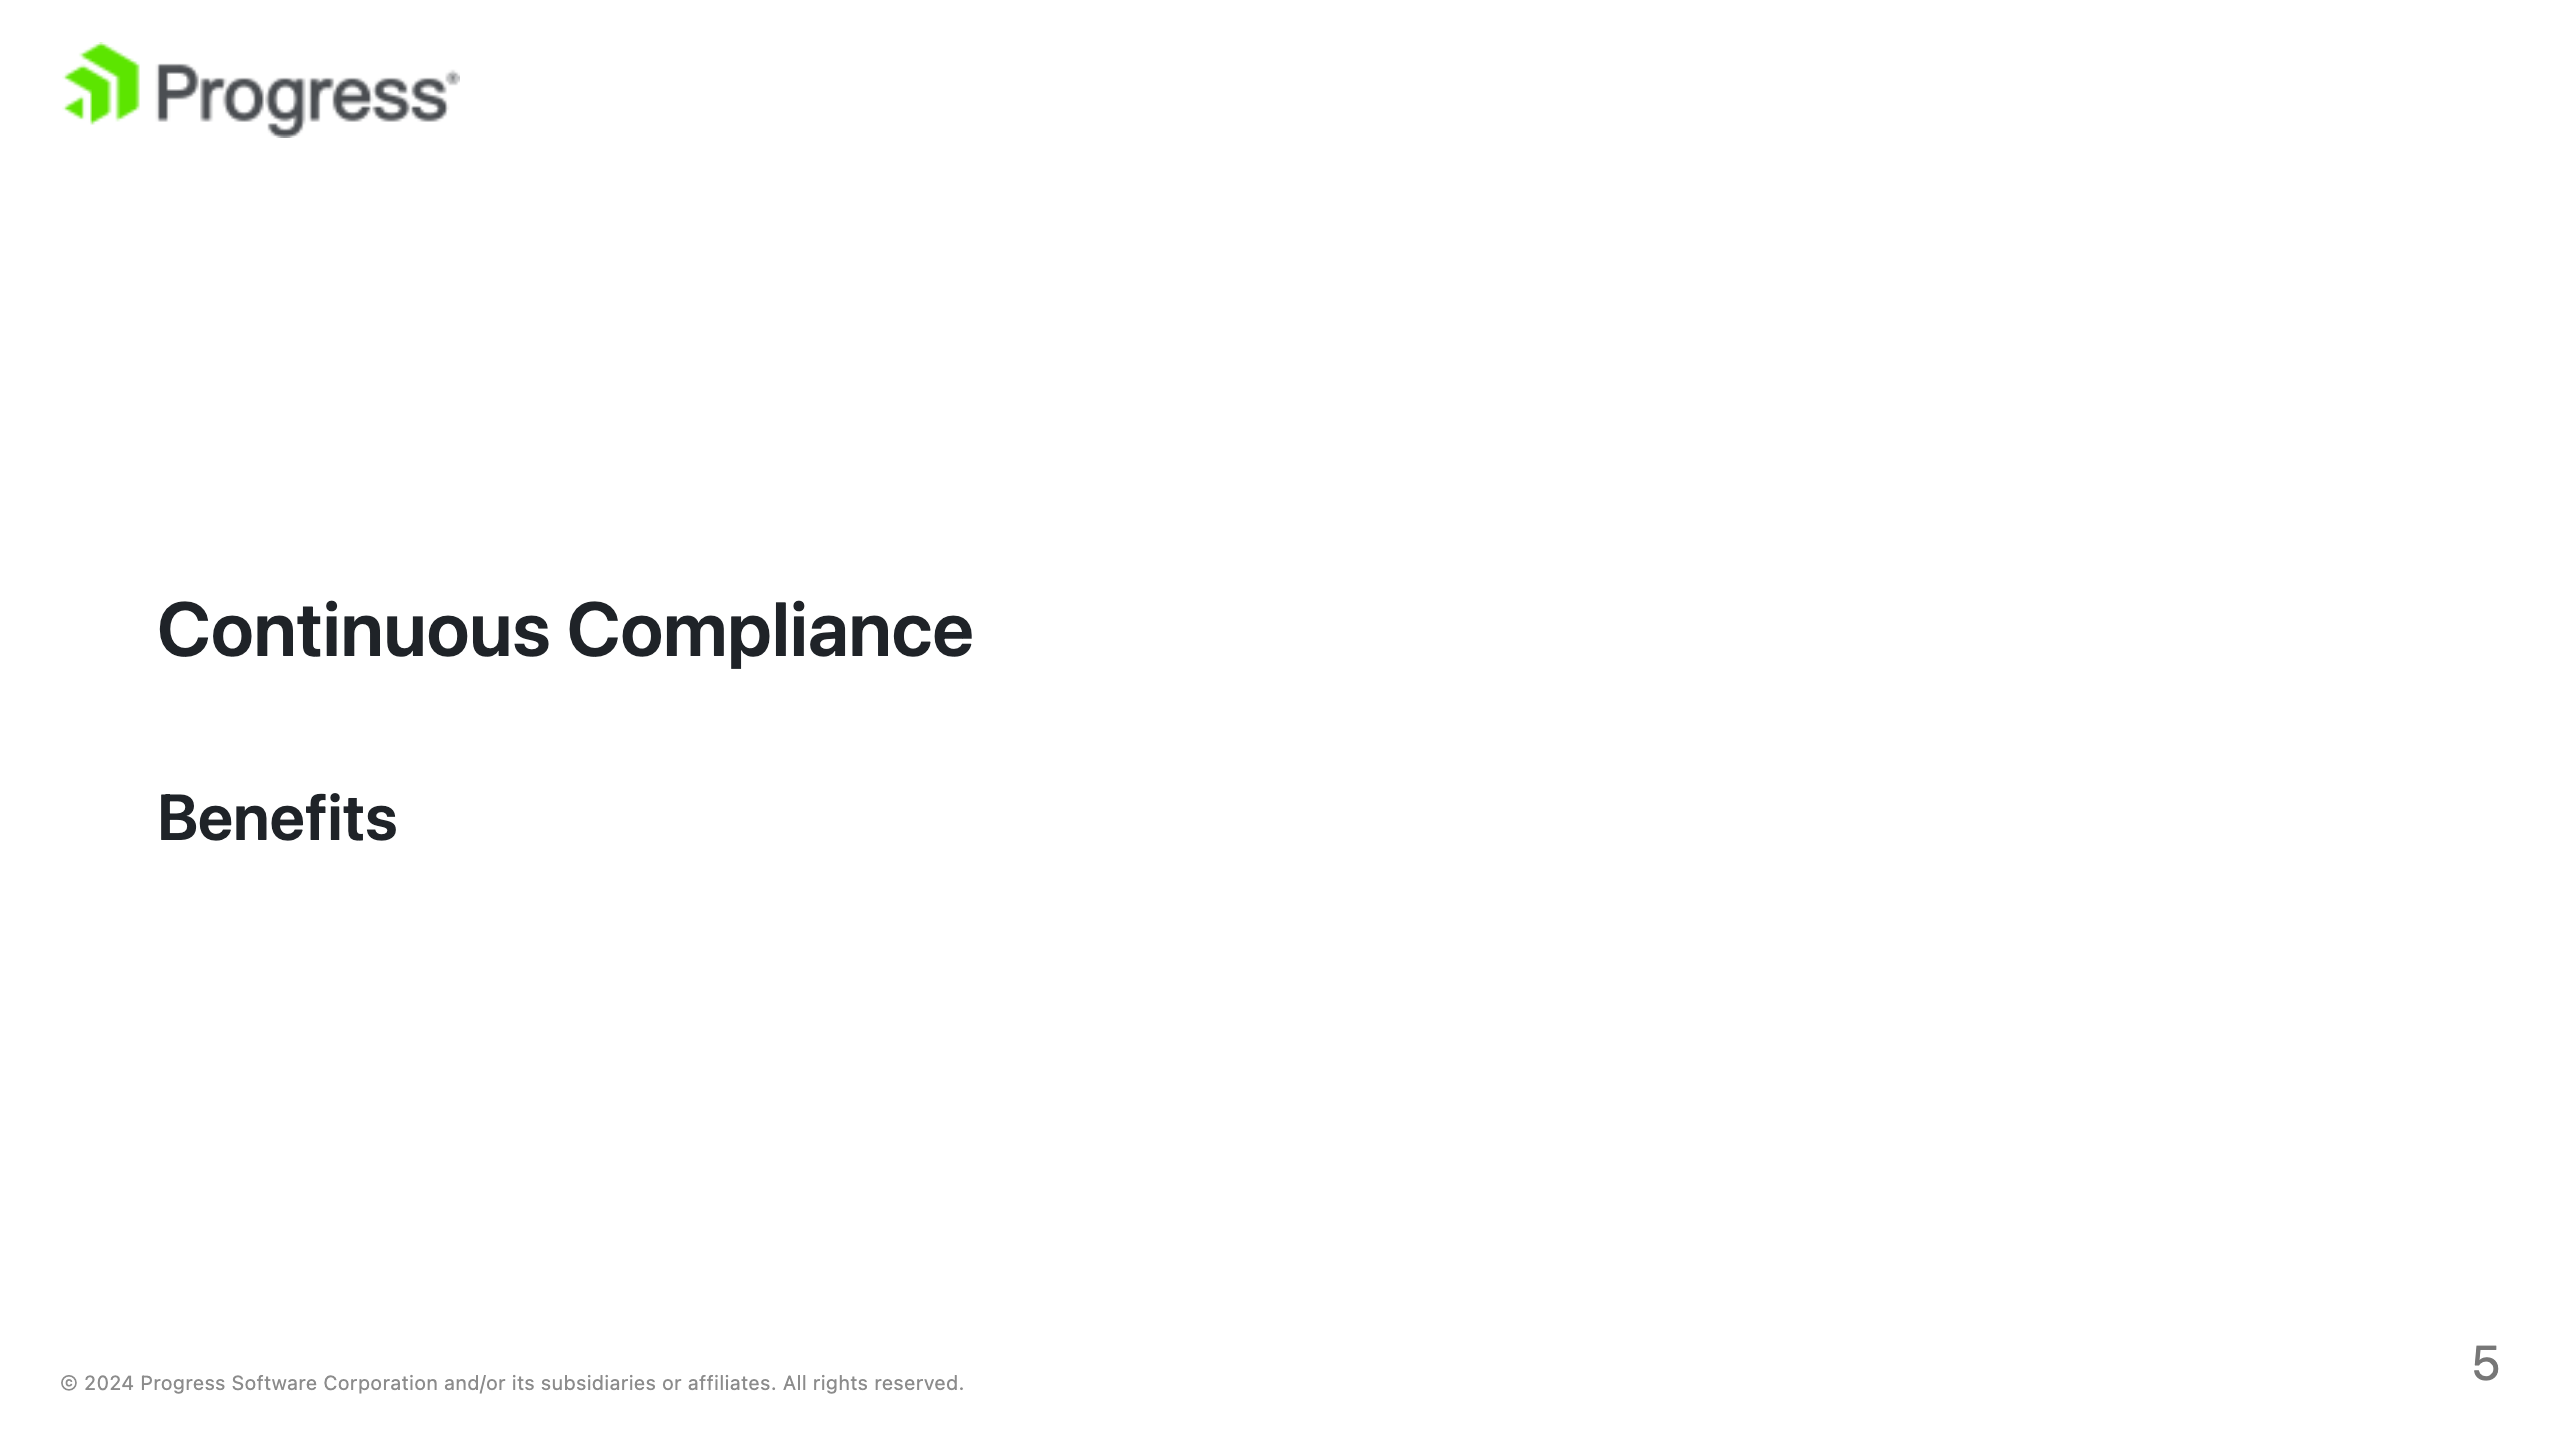 Progress®
Continuous Compliance
Benefits
© 2024 Progress Software Corporation and/or its subsidiaries or affiliates. All rights reserved.
5